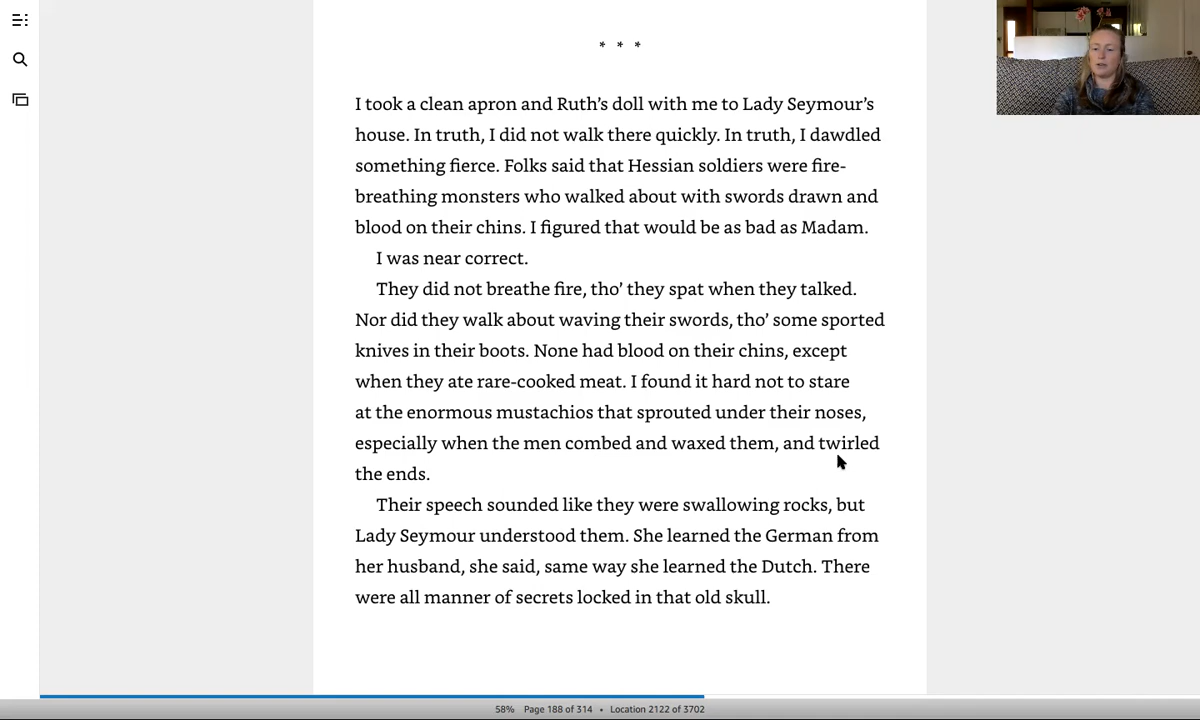 * * *
I took a clean apron and Ruth’s doll with me to Lady Seymour’s
house. In truth, I did not walk there quickly. In truth, I dawdled
something fierce. Folks said that Hessian soldiers were fire-
breathing monsters who walked about with swords drawn and
blood on their chins. I figured that would be as bad as Madam.
I was near correct.
They did not breathe fire, tho’ they spat when they talked.
Nor did they walk about waving their swords, tho’ some sported
knives in their boots. None had blood on their chins, except
when they ate rare-cooked meat. I found it hard not to stare
at the enormous mustachios that sprouted under their noses,
especially when the men combed and waxed them, and twirled
the ends.
Their speech sounded like they were swallowing rocks, but
Lady Seymour understood them. She learned the German from
her husband, she said, same way she learned the Dutch. There
were all manner of secrets locked in that old skull.
58% Page 188 of 314 • Location 2122 of 3702